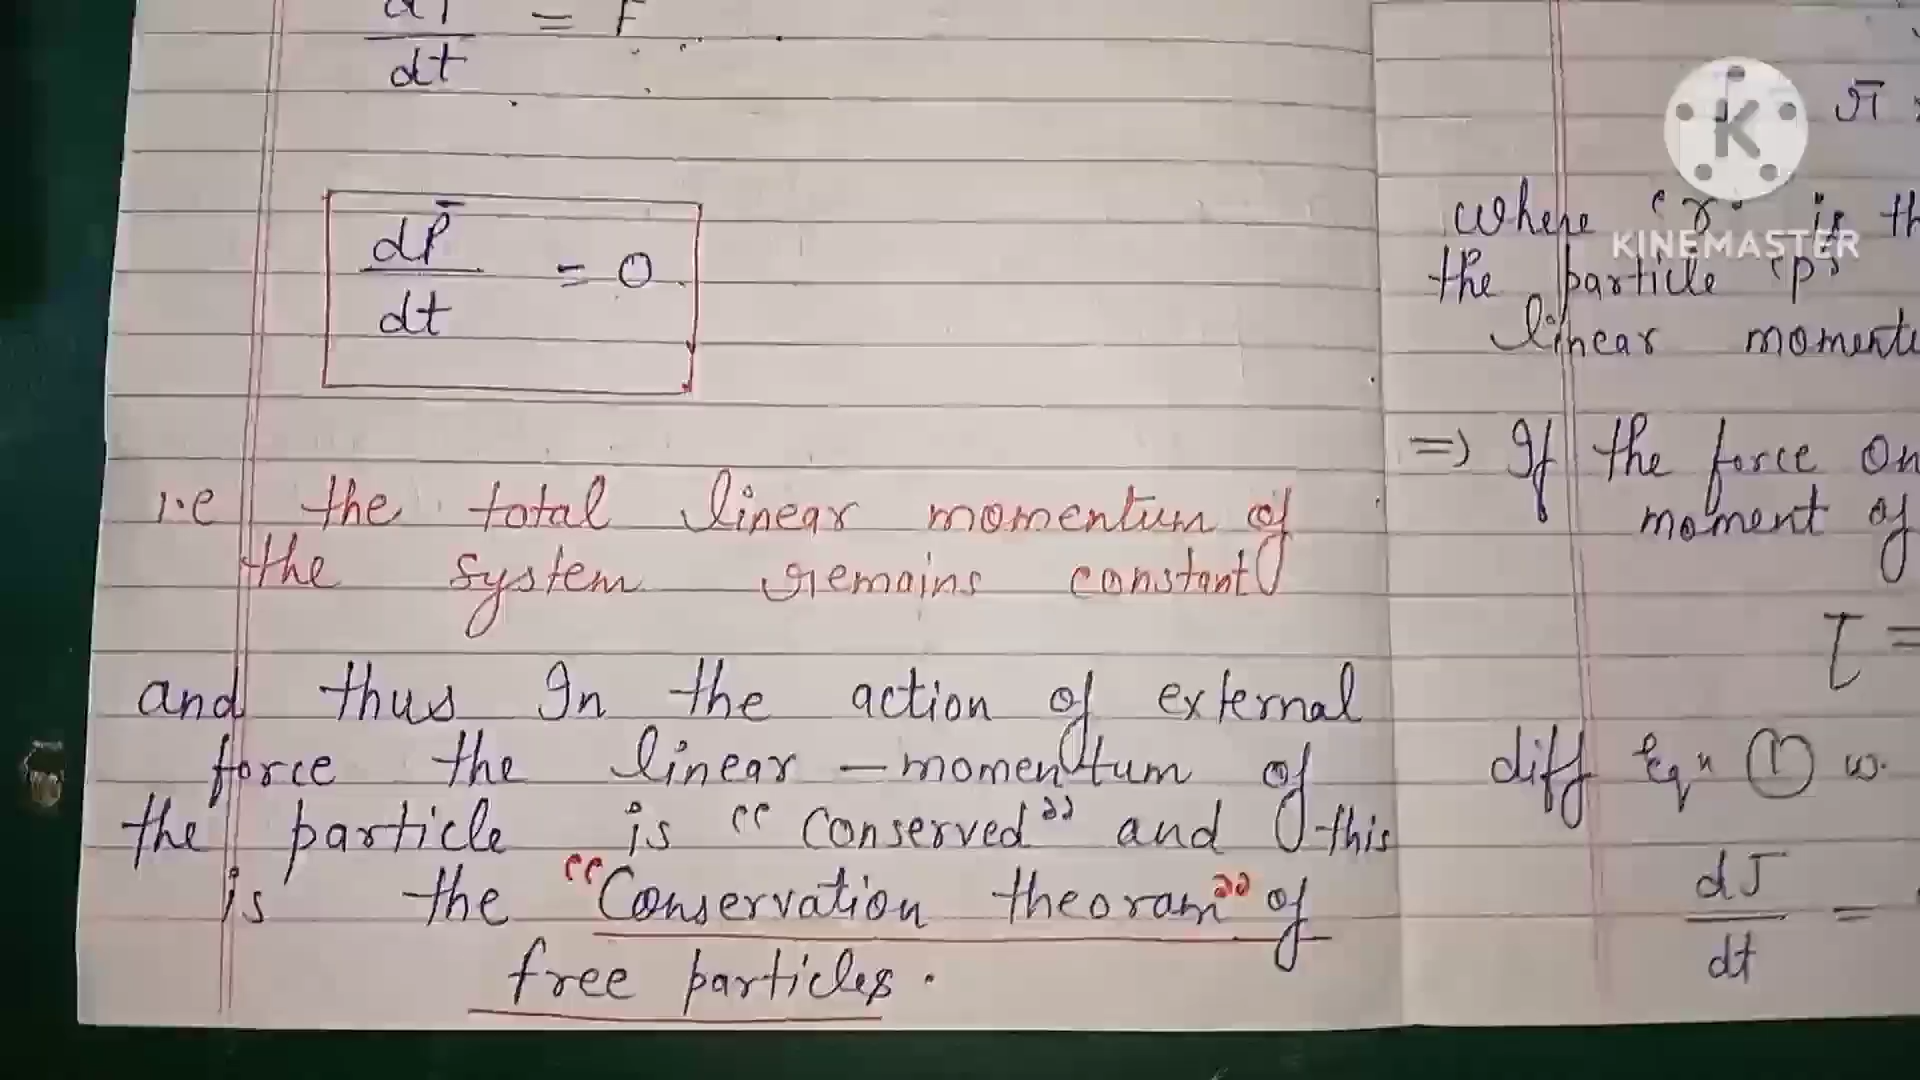 dt = F
dP̄
dt = 0
i.e the total linear momentum of
the system remains constant
and thus In the action of external
force the linear - momentum of
the particle is "Conserved" and this
is the "Conservation theoram" of
free particles.
K
KINEMASTER
where 'r' is
the particle 'p'
linear
=> If the force on
moment of
τ =
diff Eqn ① w.
dJ
dt =